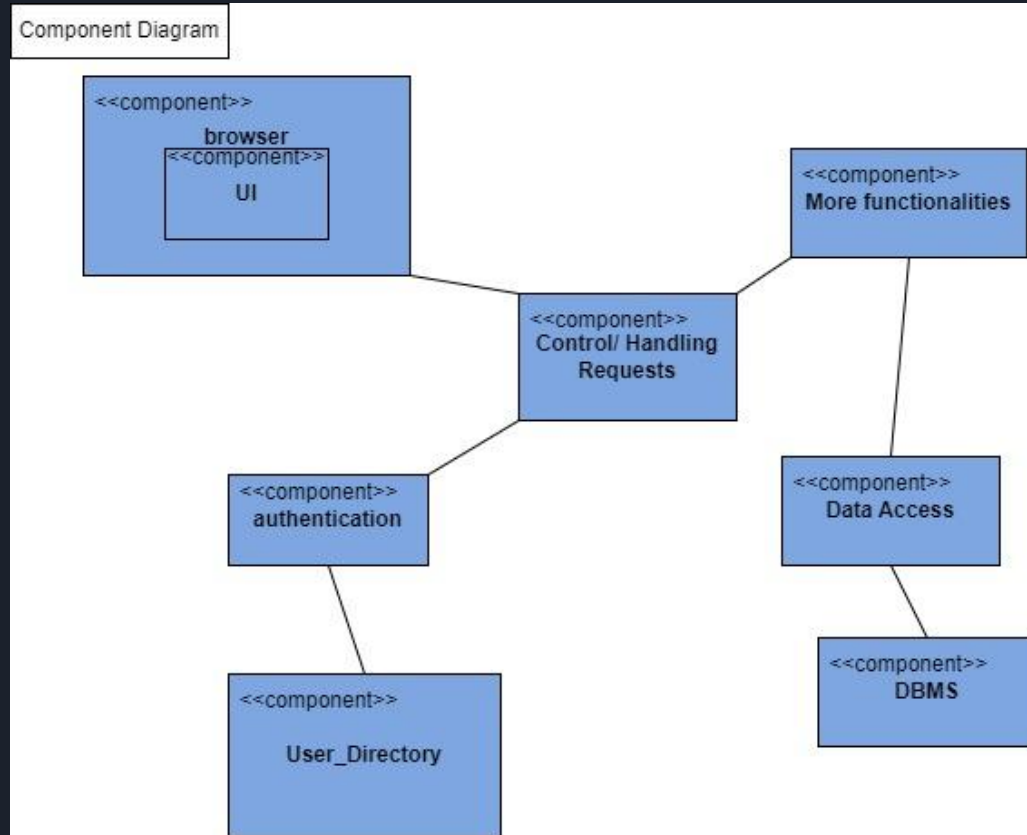 Component Diagram
<<component>>
browser
<<component>>
UI
<<component>>
More functionalities
<<component>>
Control/ Handling
Requests
<<component>>
authentication
<<component>>
Data Access
<<component>>
User_Directory
<<component>>
DBMS